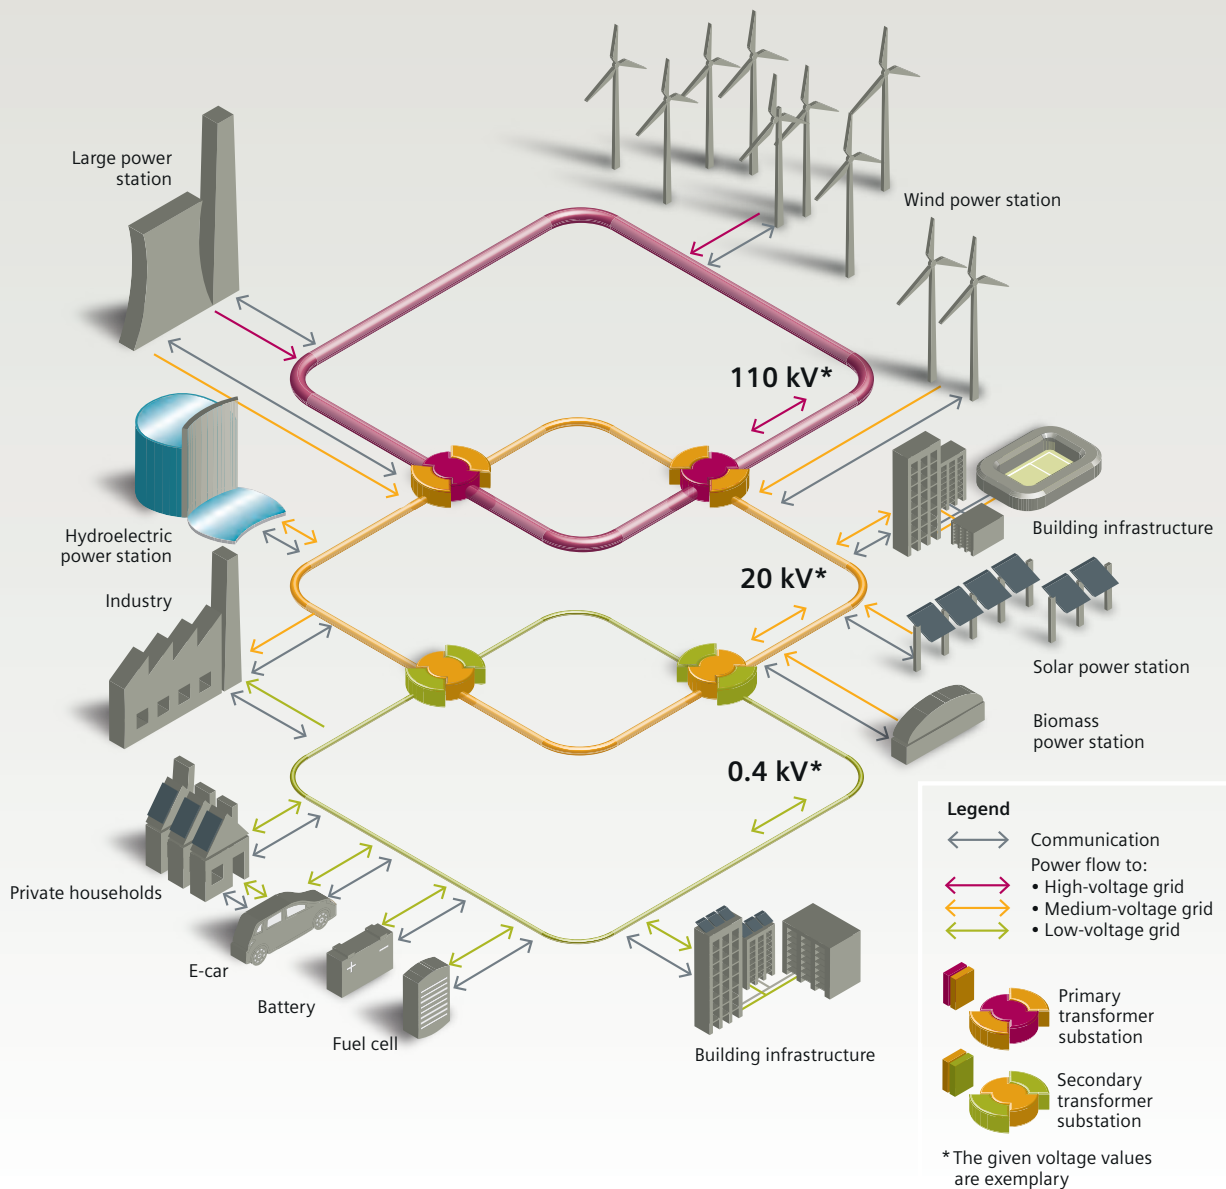 Large power
station
Wind power station
110 kV*
Hydroelectric
power station
Building infrastructure
Industry
20 kV*
Solar power station
Biomass
power station
0.4 kV*
Private households
E-car
Battery
Fuel cell
Building infrastructure
Legend
Communication
Power flow to:
• High-voltage grid
• Medium-voltage grid
• Low-voltage grid
Primary
transformer
substation
Secondary
transformer
substation
* The given voltage values
are exemplary